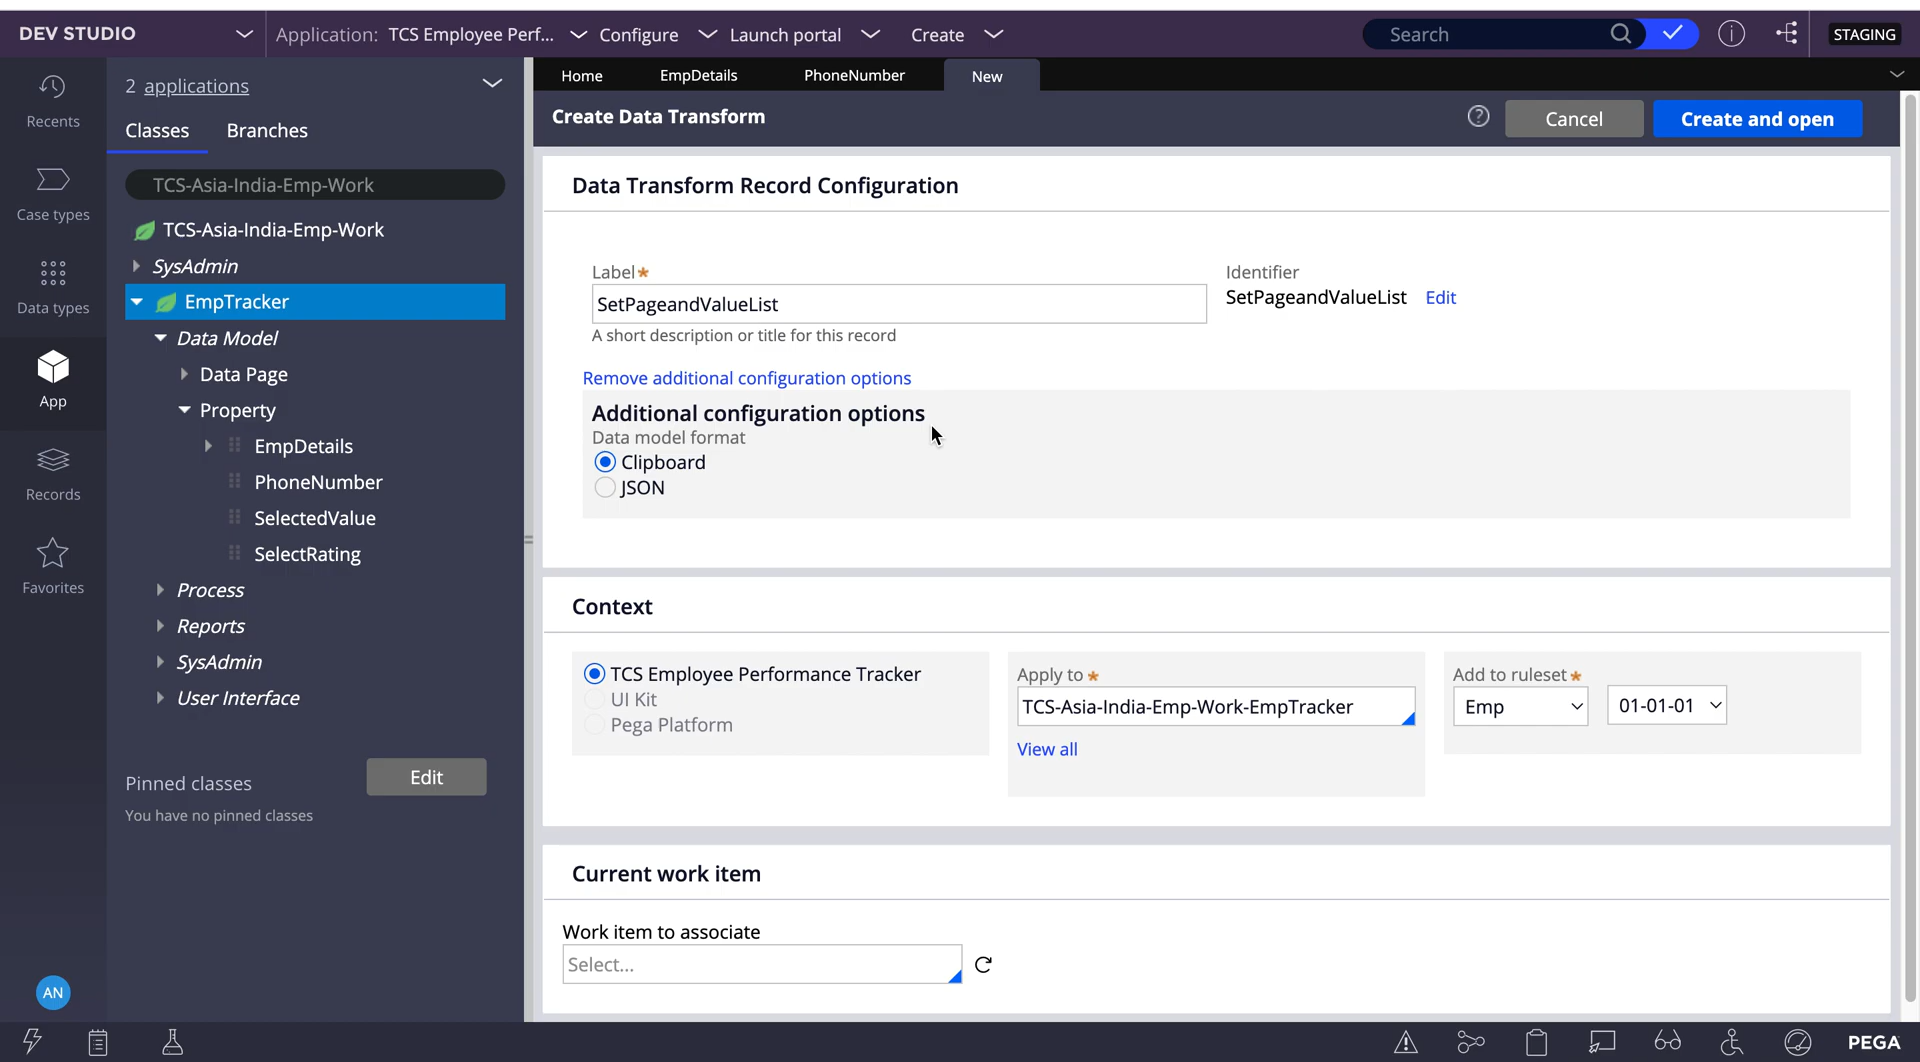 DEV STUDIO
Application: TCS Employee Perf... Configure Launch portal Create
Search
STAGING
Recents
Case types
Data types
App
Records
Favorites
AN
2 applications
Classes Branches
TCS-Asia-India-Emp-Work
TCS-Asia-India-Emp-Work
SysAdmin
EmpTracker
Data Model
Data Page
Property
EmpDetails
PhoneNumber
SelectedValue
SelectRating
Process
Reports
SysAdmin
User Interface
Pinned classes Edit
You have no pinned classes
Home EmpDetails PhoneNumber New
Create Data Transform
Cancel Create and open
Data Transform Record Configuration
Label* Identifier
SetPageandValueList SetPageandValueList Edit
A short description or title for this record
Remove additional configuration options
Additional configuration options
Data model format
Clipboard
JSON
Context
TCS Employee Performance Tracker
UI Kit
Pega Platform
Apply to *
TCS-Asia-India-Emp-Work-EmpTracker
View all
Add to ruleset *
Emp 01-01-01
Current work item
Work item to associate
Select...
PEGA